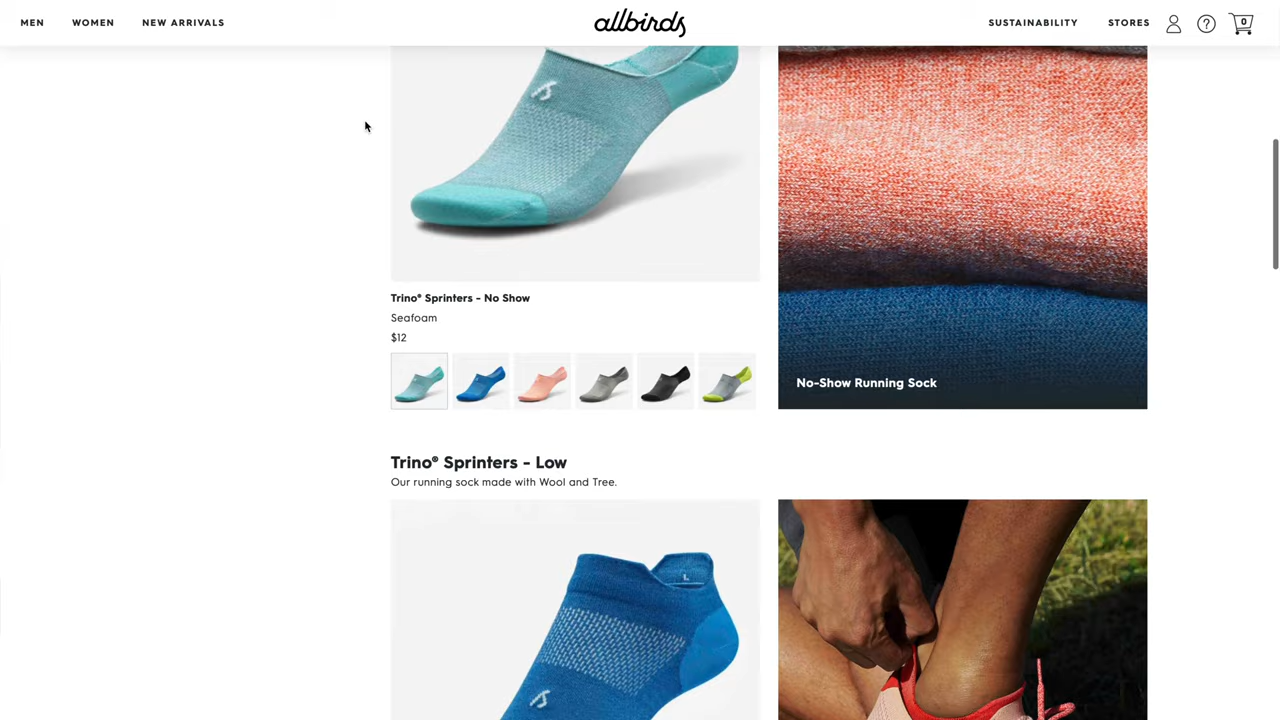 MEN WOMEN NEW ARRIVALS allbirds SUSTAINABILITY STORES ? 0
Trino® Sprinters - No Show
Seafoam
$12
No-Show Running Sock
Trino® Sprinters - Low
Our running sock made with Wool and Tree.
L